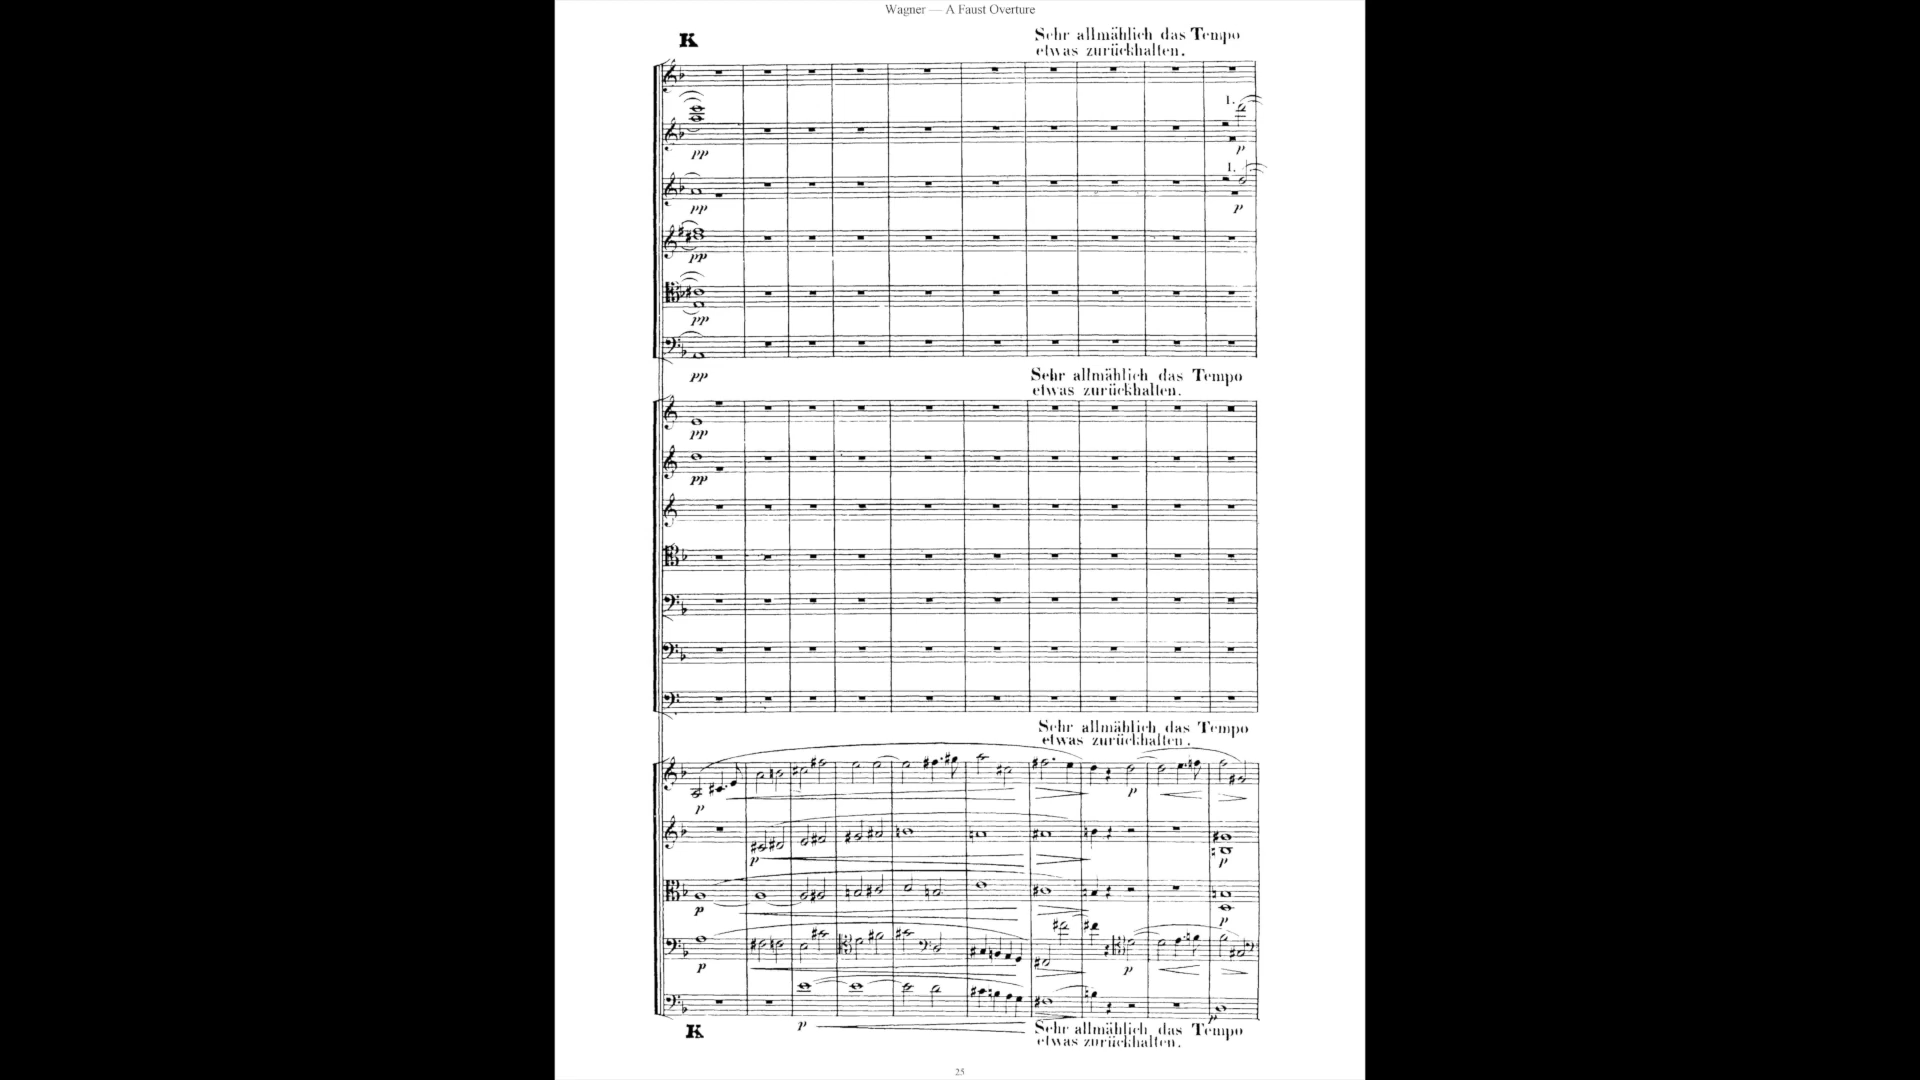 Wagner — A Faust Overture
K
Sehr allmählich das Tempo
etwas zurückhalten.
1.
pp
p
1.
pp
p
pp
pp
pp
Sehr allmählich das Tempo
etwas zurückhalten.
pp
pp
Sehr allmählich das Tempo
etwas zurückhalten.
p
p
p
p
p
p
p
p
p
p
p
K
Sehr allmählich das Tempo
etwas zurückhalten.
25